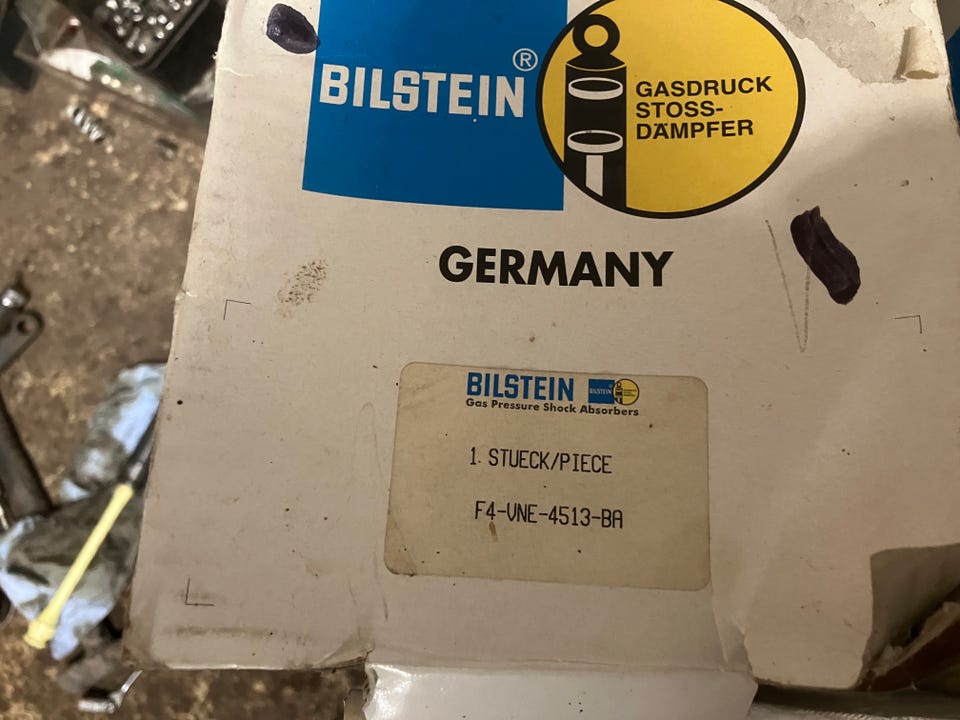 BILSTEIN®
GASDRUCK
STOSS-
DÄMPFER
GERMANY
BILSTEIN
Gas Pressure Shock Absorbers
1 STUECK/PIECE
F4-VNE-4513-BA